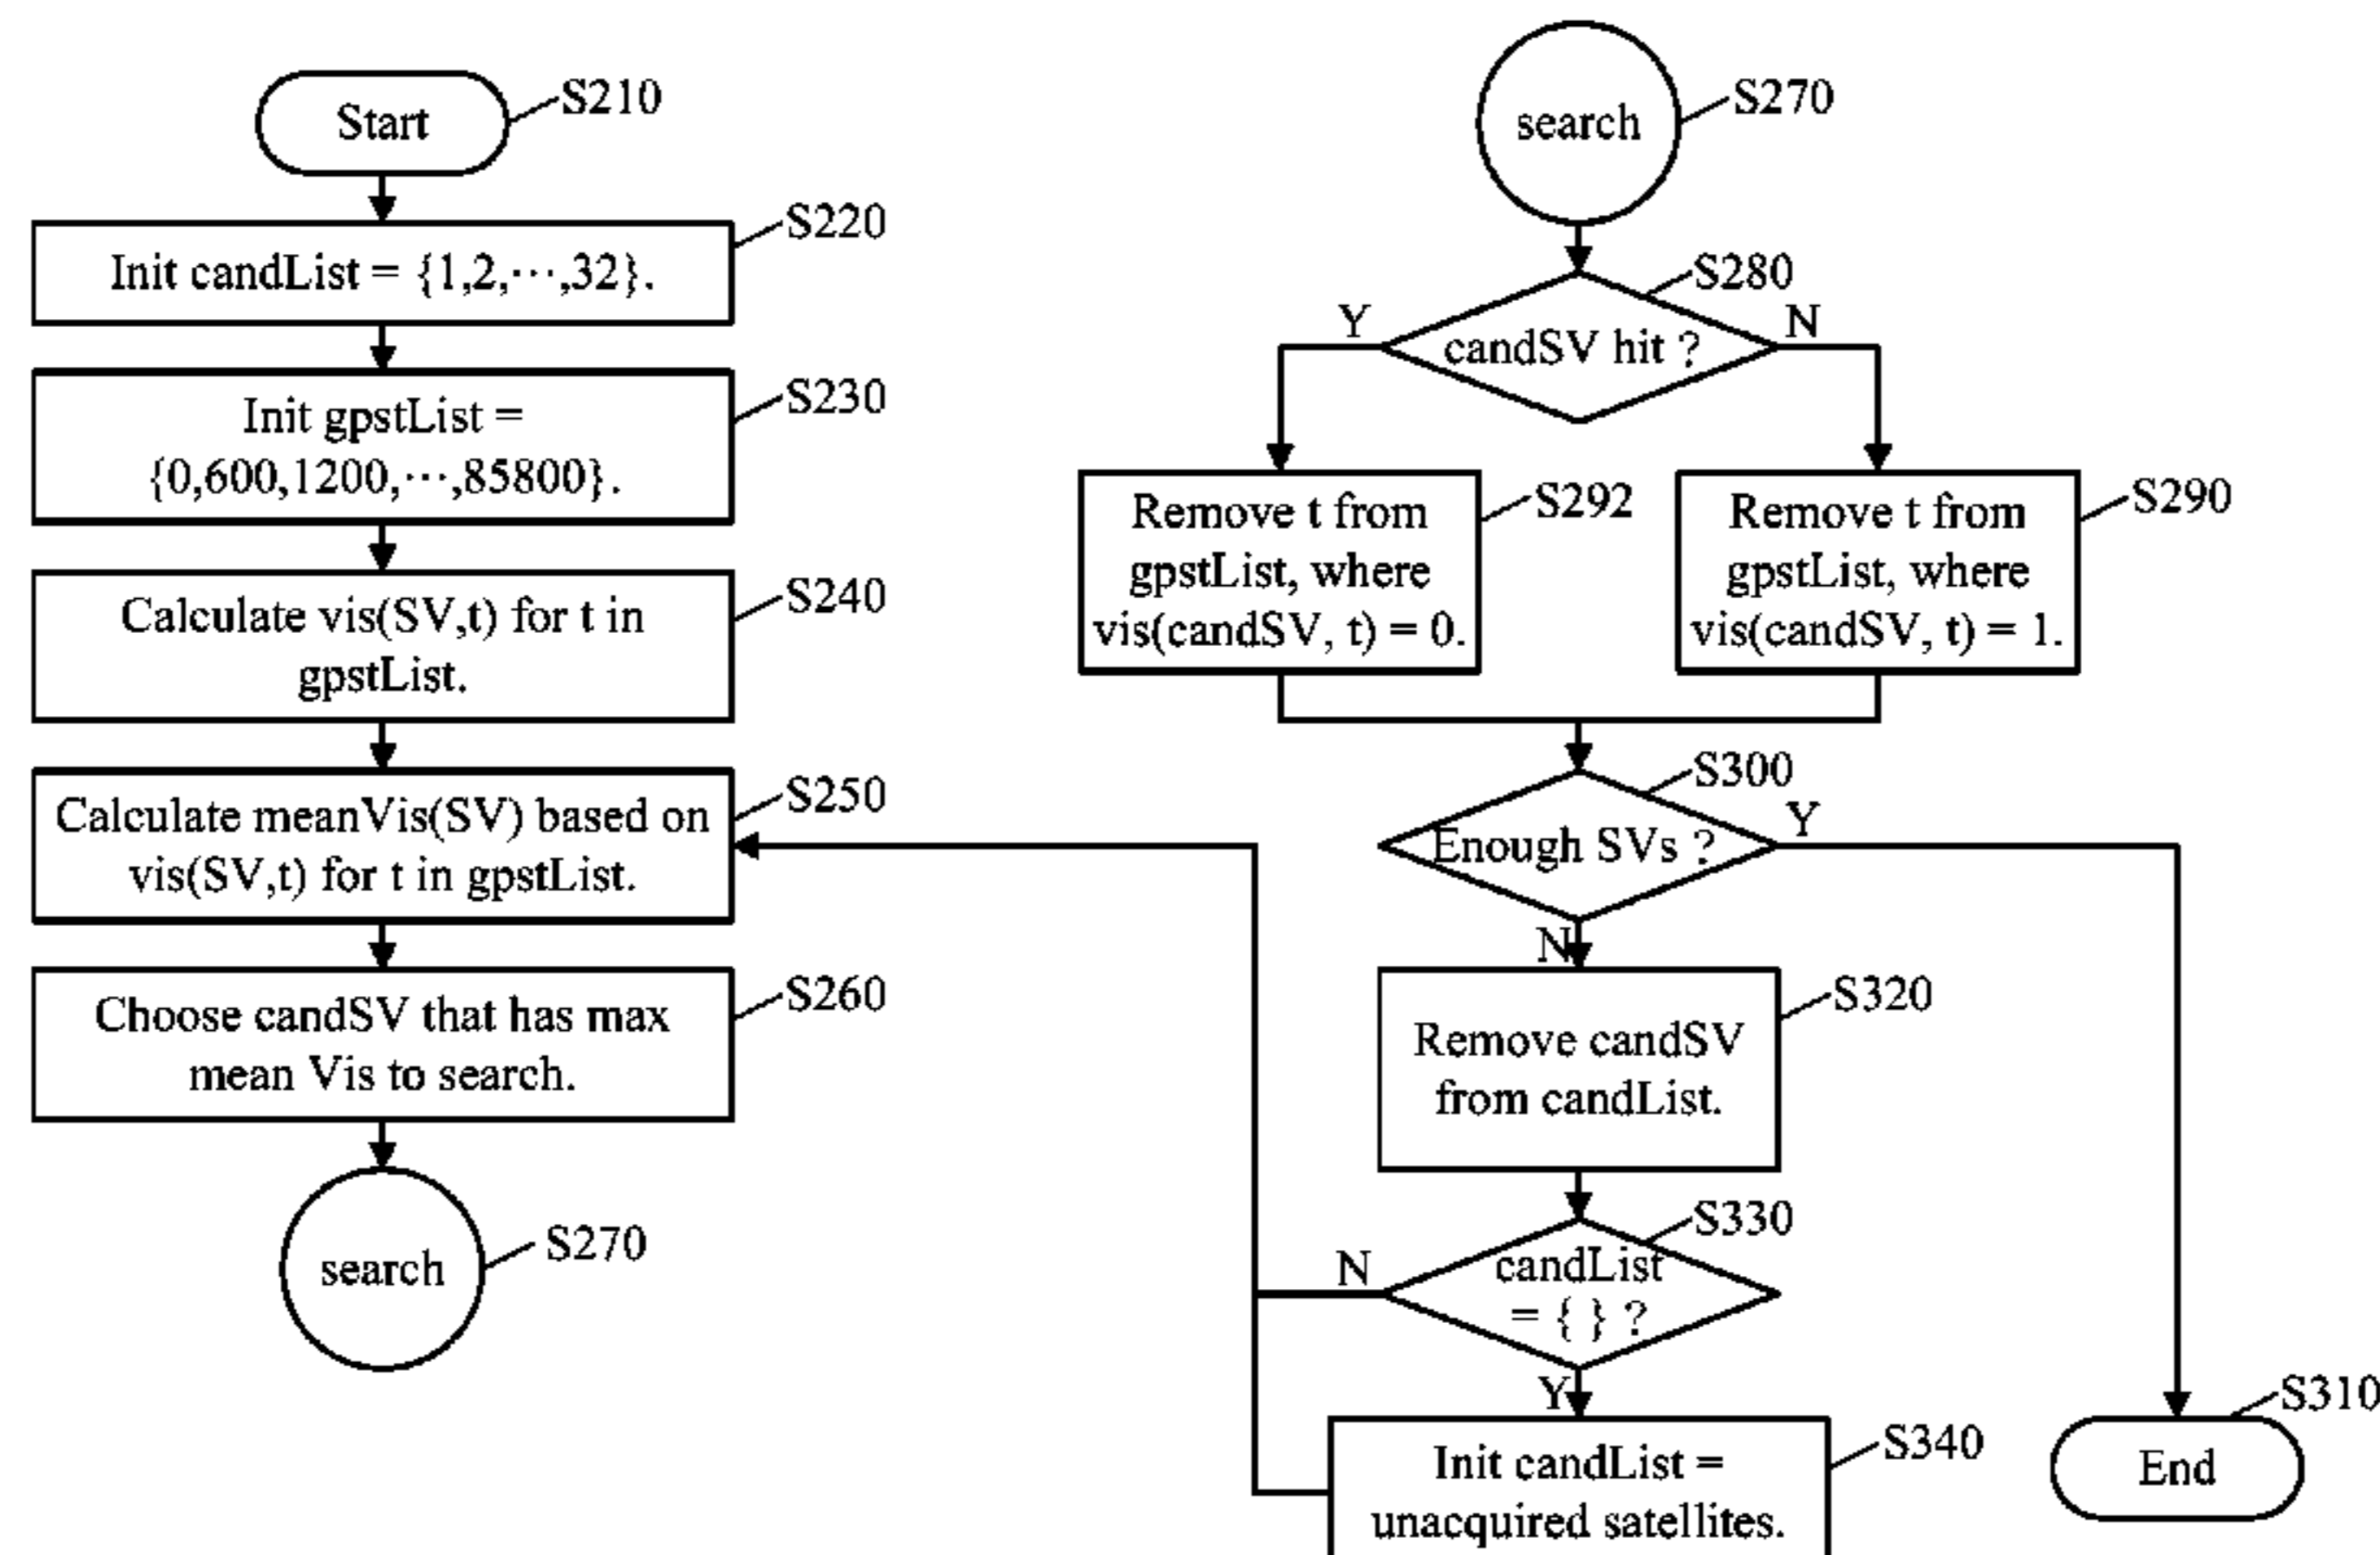 Start
S210
Init candList = {1,2,⋯,32}.
S220
Init gpstList =
{0,600,1200,⋯,85800}.
S230
Calculate vis(SV,t) for t in
gpstList.
S240
Calculate meanVis(SV) based on
vis(SV,t) for t in gpstList.
S250
Choose candSV that has max
mean Vis to search.
S260
search
S270
search
S270
candSV hit ?
S280
Y
N
Remove t from
gpstList, where
vis(candSV, t) = 0.
S292
Remove t from
gpstList, where
vis(candSV, t) = 1.
S290
Enough SVs ?
S300
Y
N
Remove candSV
from candList.
S320
candList
= { } ?
S330
N
Y
Init candList =
unacquired satellites.
S340
End
S310